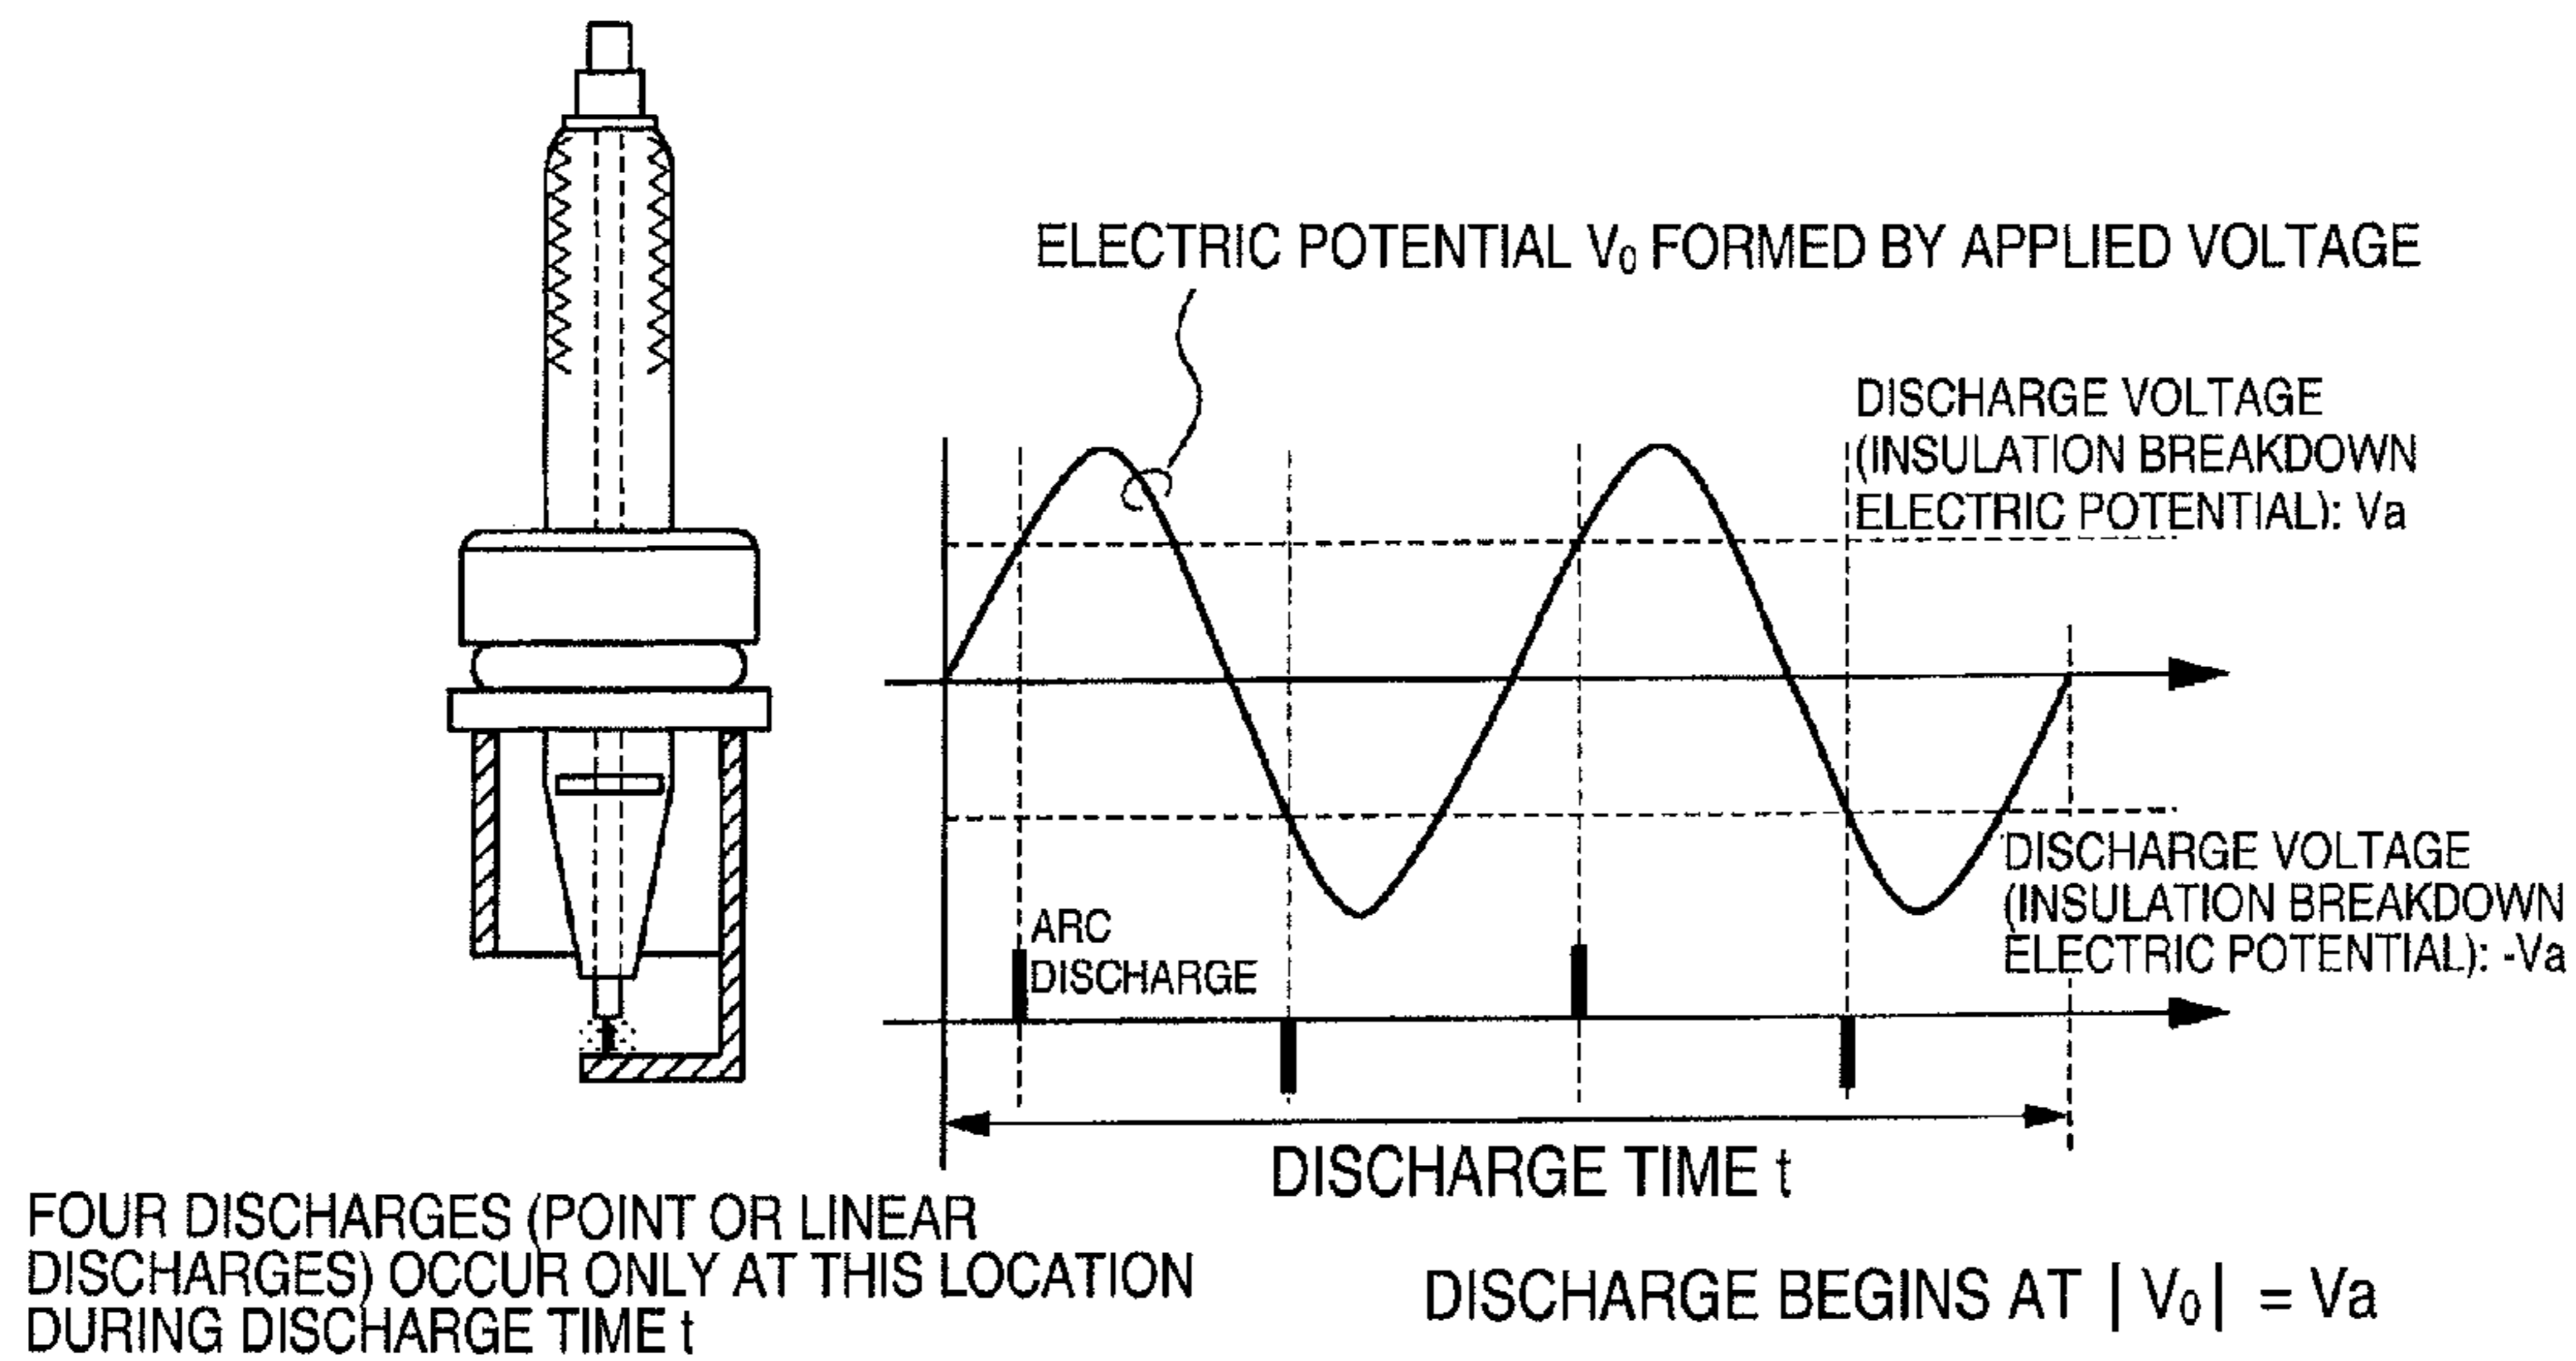 ELECTRIC POTENTIAL V₀ FORMED BY APPLIED VOLTAGE
DISCHARGE VOLTAGE
(INSULATION BREAKDOWN
ELECTRIC POTENTIAL): Va
DISCHARGE VOLTAGE
(INSULATION BREAKDOWN
ELECTRIC POTENTIAL): -Va
ARC
DISCHARGE
DISCHARGE TIME t
FOUR DISCHARGES (POINT OR LINEAR
DISCHARGES) OCCUR ONLY AT THIS LOCATION
DURING DISCHARGE TIME t
DISCHARGE BEGINS AT | V₀ | = Va